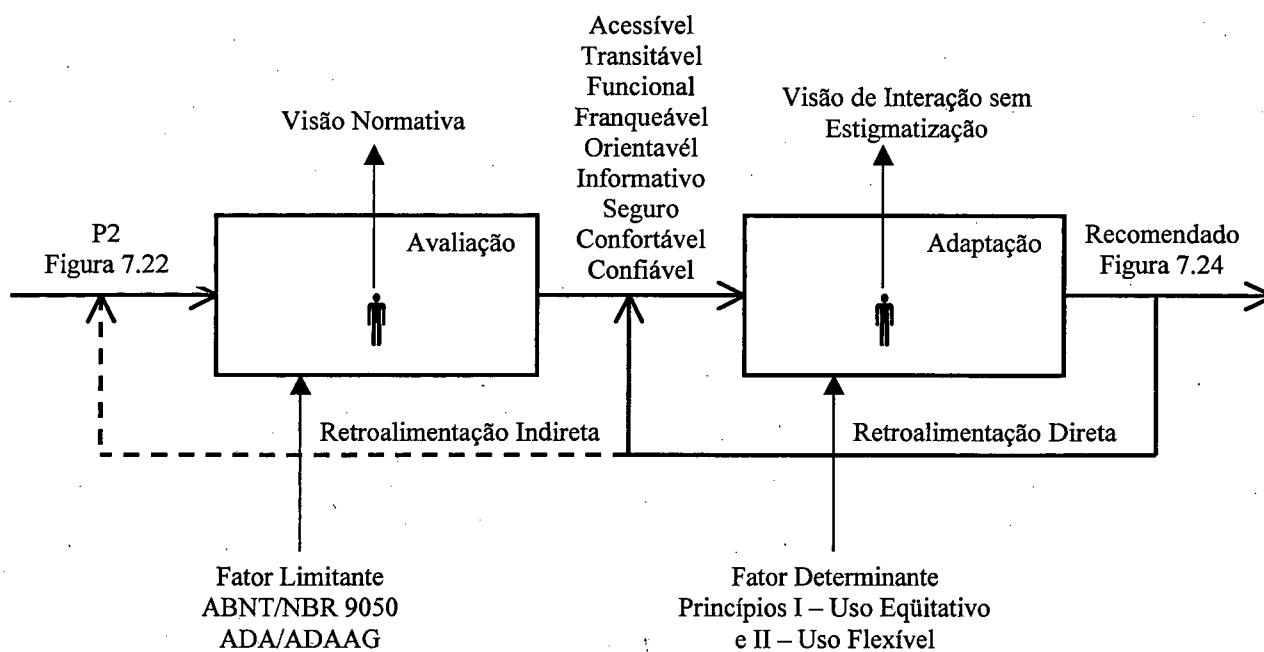 Acessível
Transitável
Funcional
Franqueável
Orientavél
Informativo
Seguro
Confortável
Confiável
Visão Normativa
Visão de Interação sem
Estigmatização
P2
Figura 7.22
Avaliação
Adaptação
Recomendado
Figura 7.24
Retroalimentação Indireta
Retroalimentação Direta
Fator Limitante
ABNT/NBR 9050
ADA/ADAAG
Fator Determinante
Princípios I – Uso Eqüitativo
e II – Uso Flexível